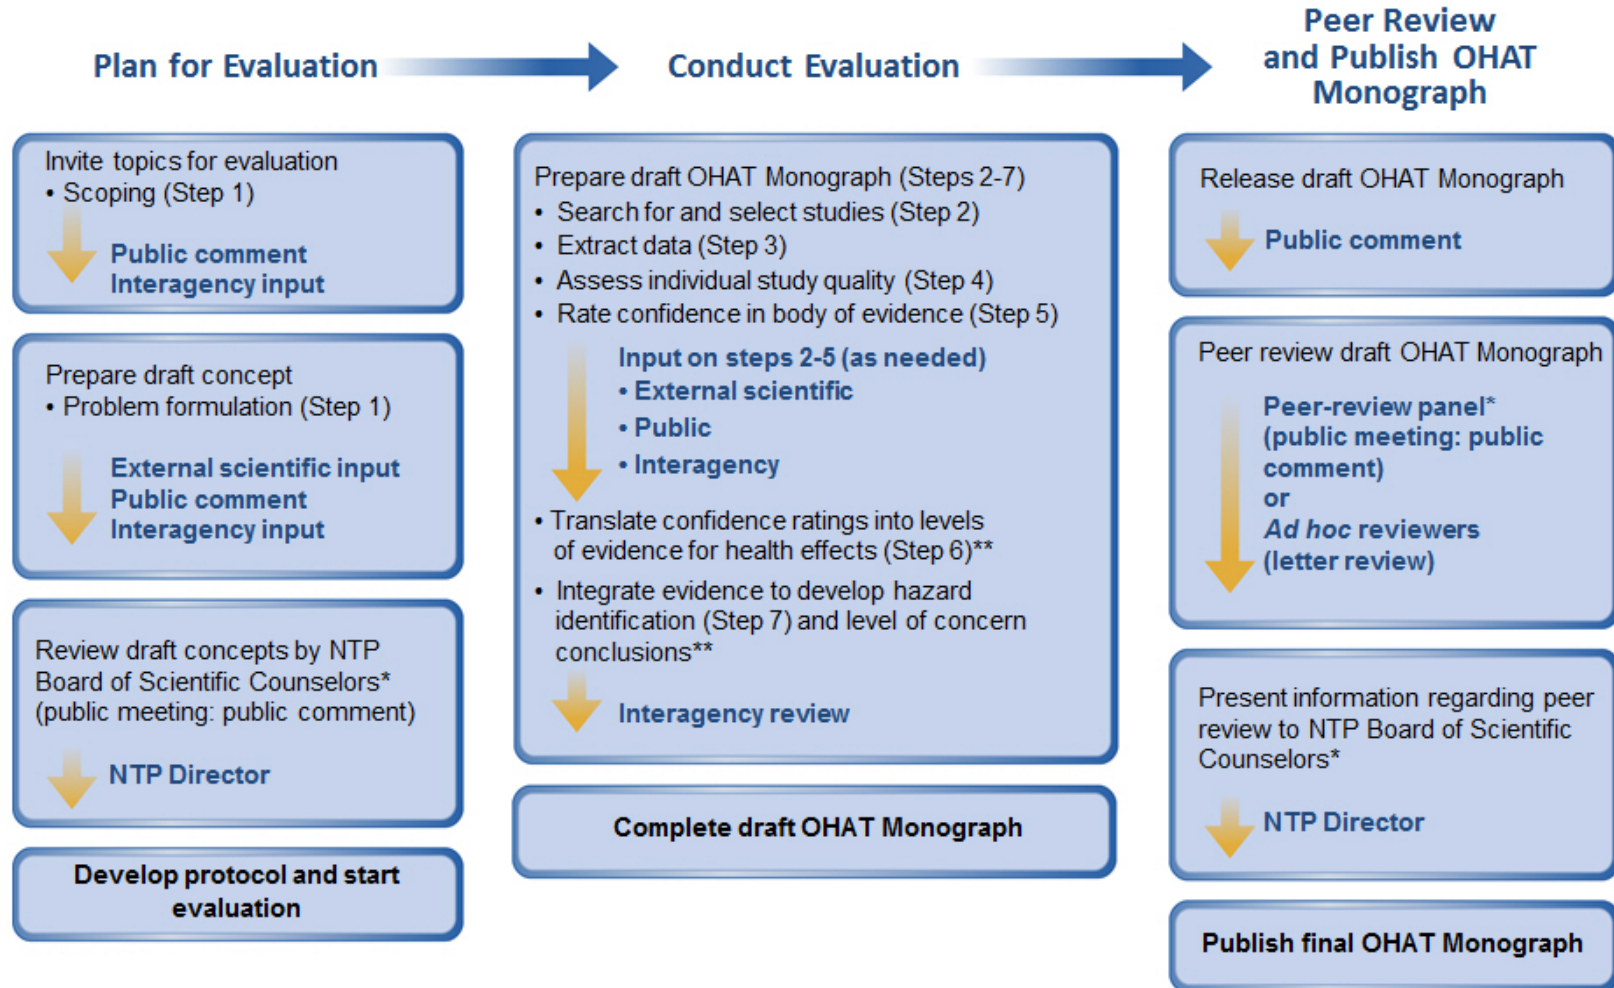 Plan for Evaluation
Invite topics for evaluation
• Scoping (Step 1)
Public comment
Interagency input
Prepare draft concept
• Problem formulation (Step 1)
External scientific input
Public comment
Interagency input
Review draft concepts by NTP
Board of Scientific Counselors*
(public meeting: public comment)
NTP Director
Develop protocol and start
evaluation
Conduct Evaluation
Prepare draft OHAT Monograph (Steps 2-7)
• Search for and select studies (Step 2)
• Extract data (Step 3)
• Assess individual study quality (Step 4)
• Rate confidence in body of evidence (Step 5)
Input on steps 2-5 (as needed)
• External scientific
• Public
• Interagency
• Translate confidence ratings into levels
of evidence for health effects (Step 6)**
• Integrate evidence to develop hazard
identification (Step 7) and level of concern
conclusions**
Interagency review
Complete draft OHAT Monograph
Peer Review
and Publish OHAT
Monograph
Release draft OHAT Monograph
Public comment
Peer review draft OHAT Monograph
Peer-review panel*
(public meeting: public
comment)
or
Ad hoc reviewers
(letter review)
Present information regarding peer
review to NTP Board of Scientific
Counselors*
NTP Director
Publish final OHAT Monograph